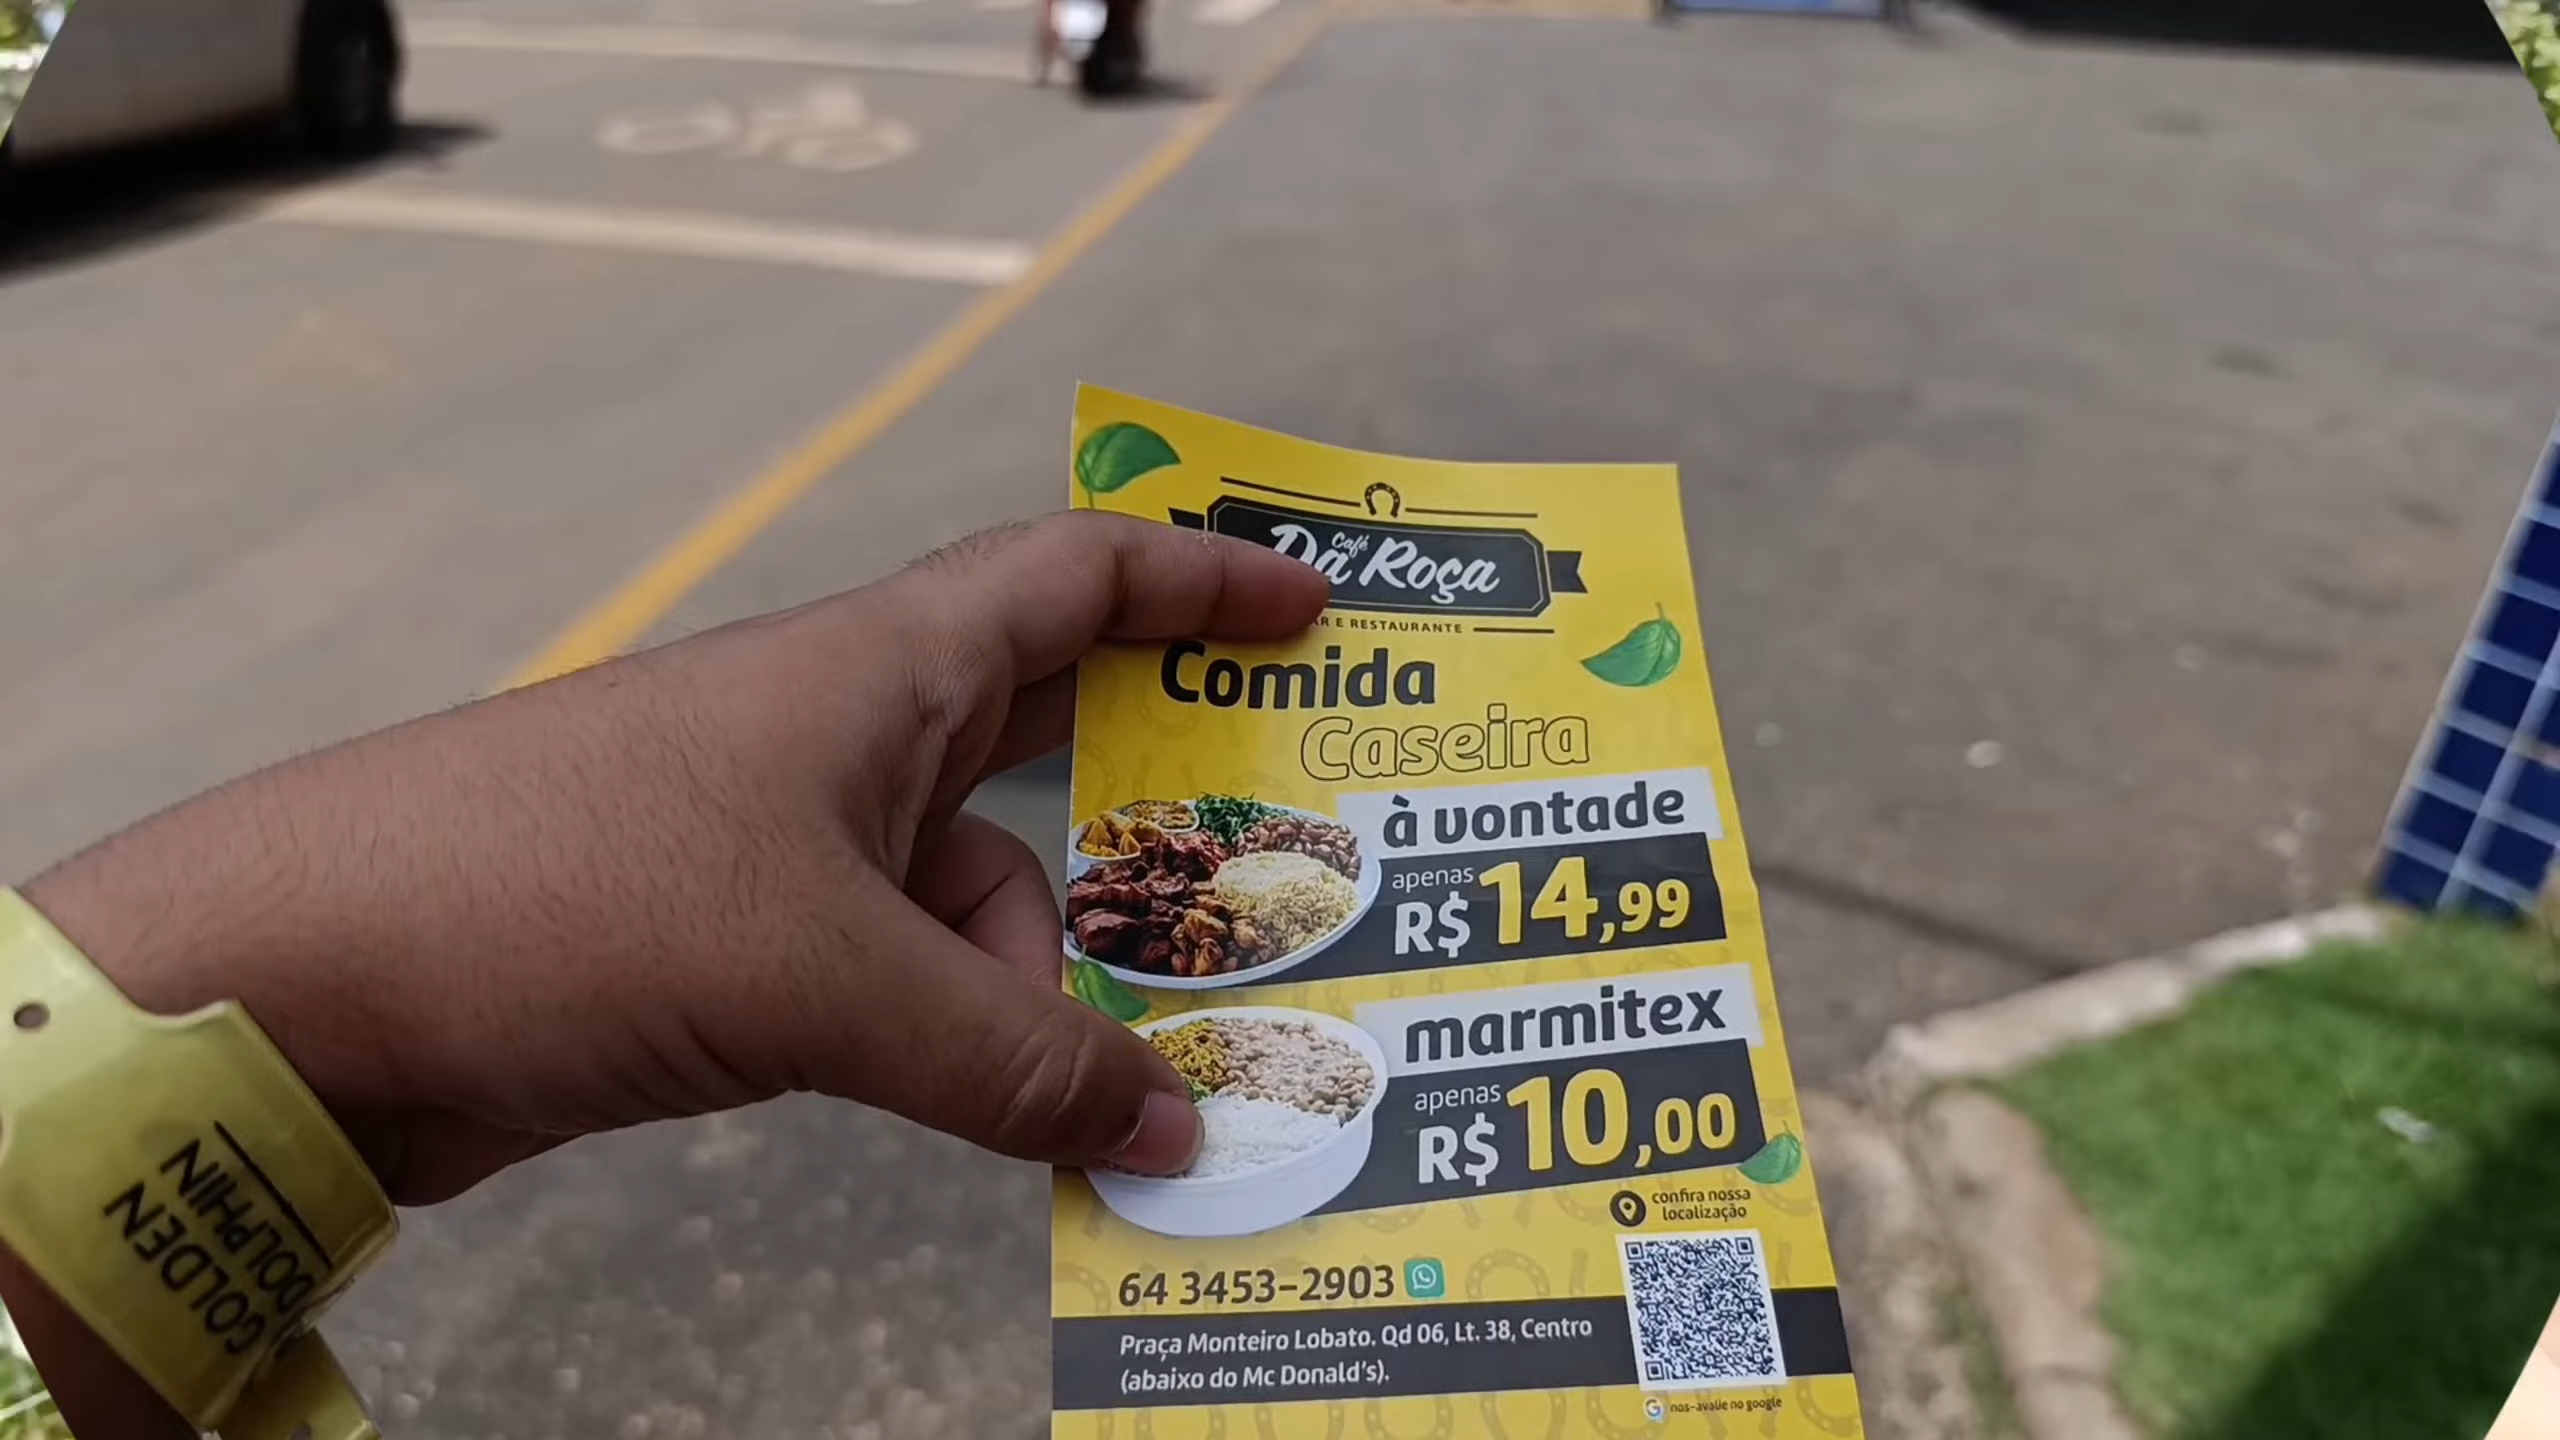 Café
Da Roça
AR E RESTAURANTE
Comida
Caseira
à vontade
apenas
R$ 14,99
marmitex
apenas
R$ 10,00
confira nossa
localização
64 3453-2903
Praça Monteiro Lobato. Qd 06, Lt. 38, Centro
(abaixo do Mc Donald's).
nos-avalie no google
GOLDEN
DOLPHIN